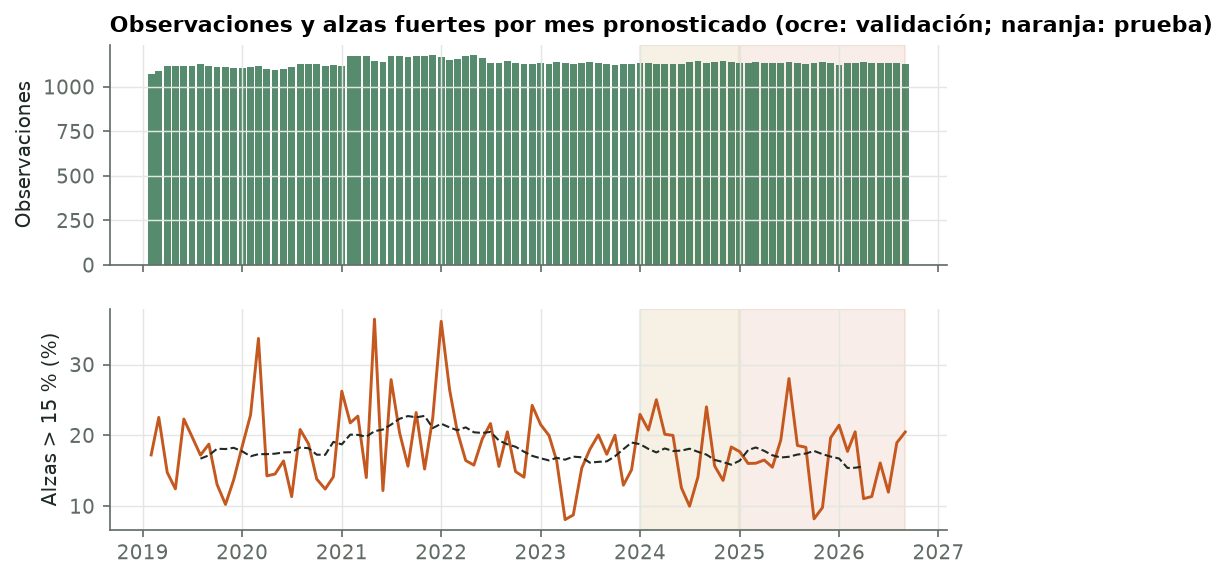 Observaciones y alzas fuertes por mes pronosticado (ocre: validación; naranja: prueba)
Observaciones
1000
750
500
250
0
Alzas > 15 % (%)
30
20
10
2019 2020 2021 2022 2023 2024 2025 2026 2027